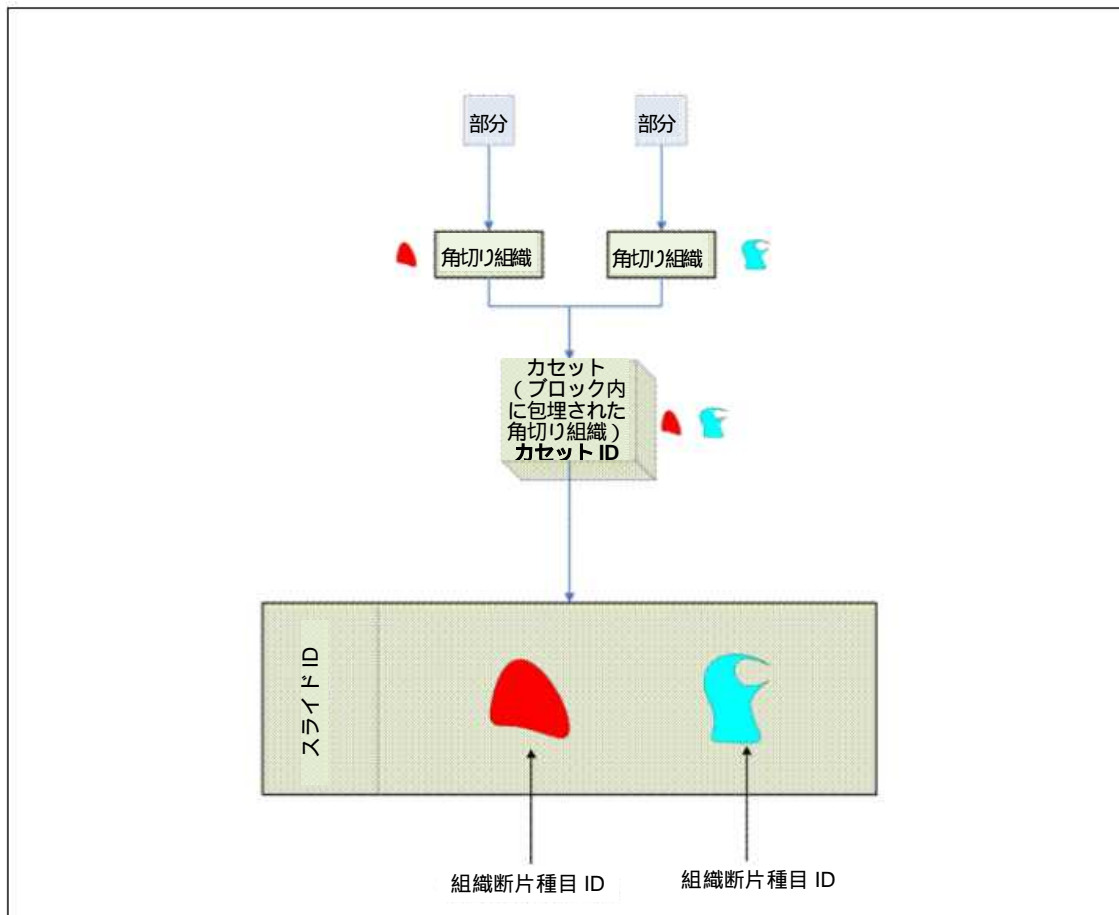 部分
部分
角切り組織
角切り組織
カセット
（ブロック内
に包埋された
角切り組織）
カセット ID
スライド ID
組織断片種目 ID
組織断片種目 ID